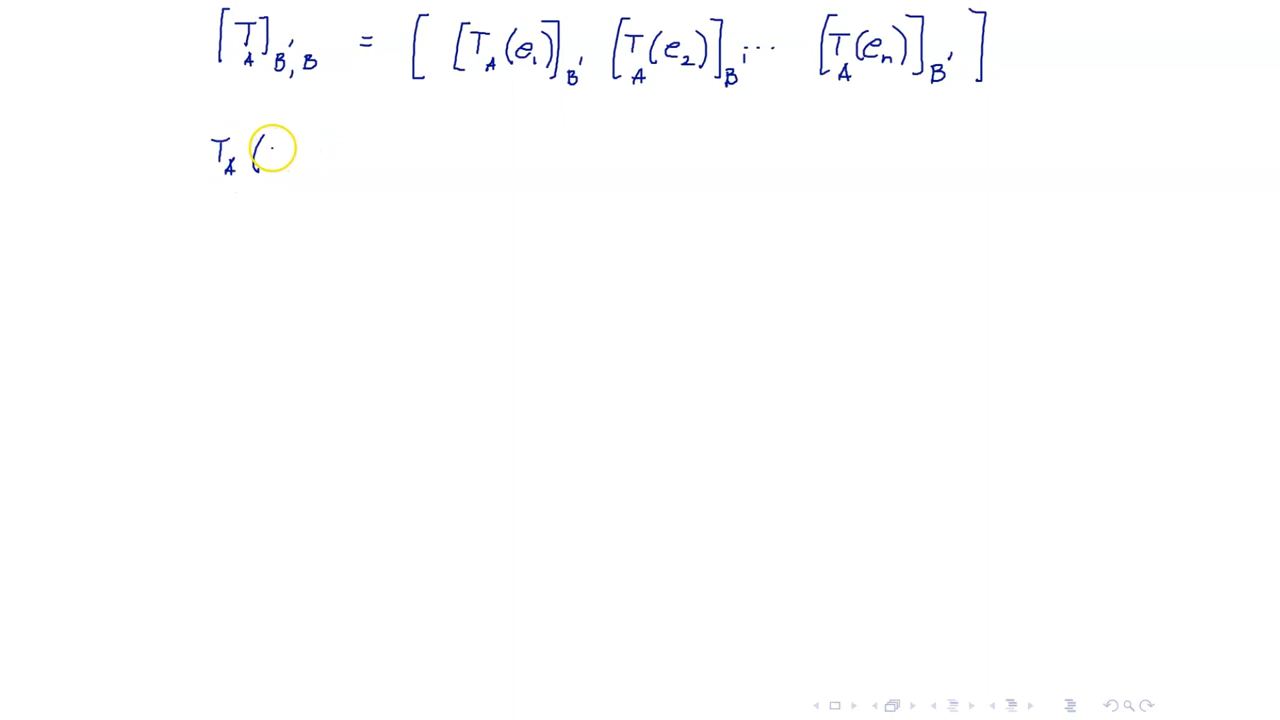 [T_A]_{B', B} = [ [T_A(e_1)]_{B'} [T_A(e_2)]_{B'} ... [T_A(e_n)]_{B'} ]
T_A (